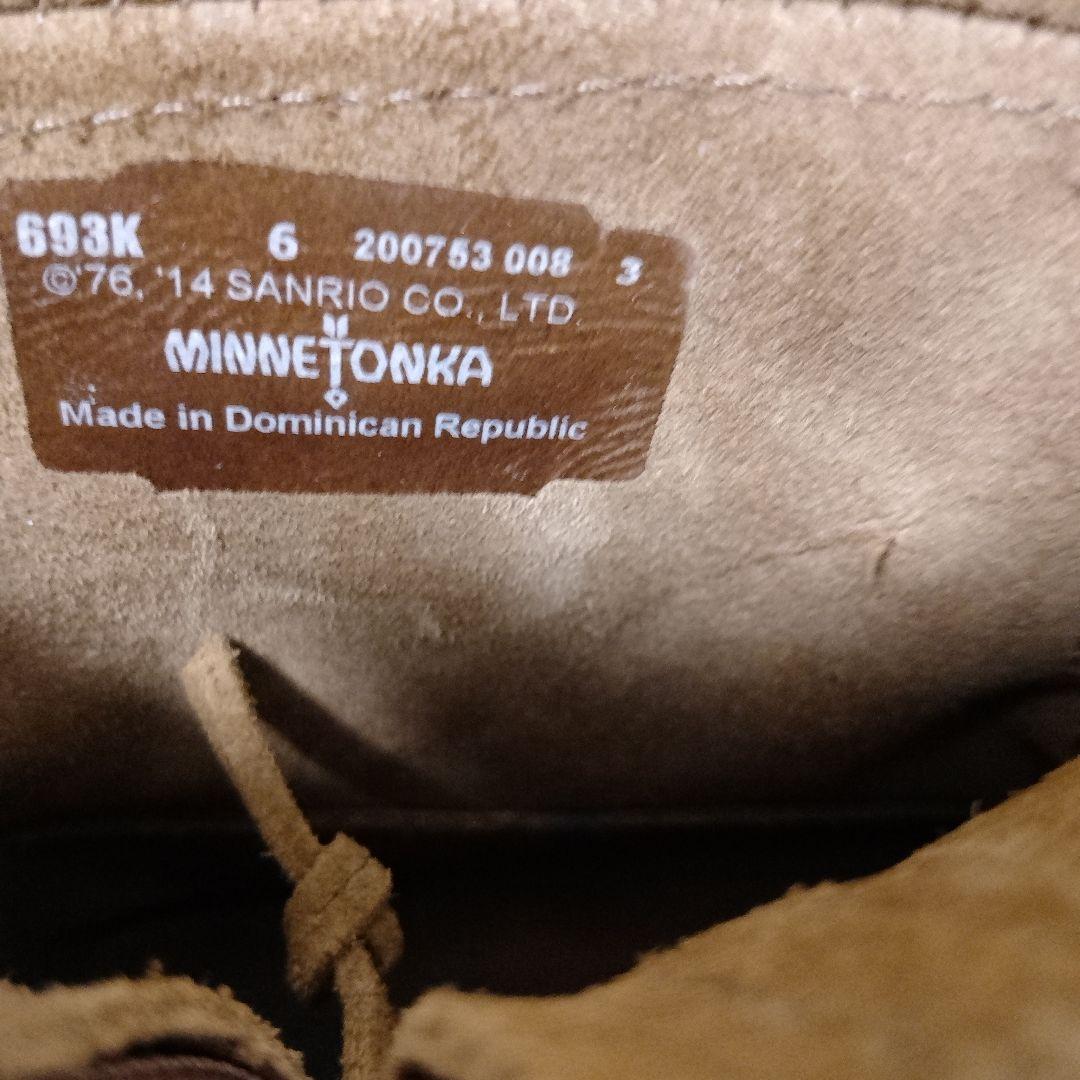 693K 6 200753 008 3
©'76, '14 SANRIO CO., LTD.
MINNETONKA
Made in Dominican Republic